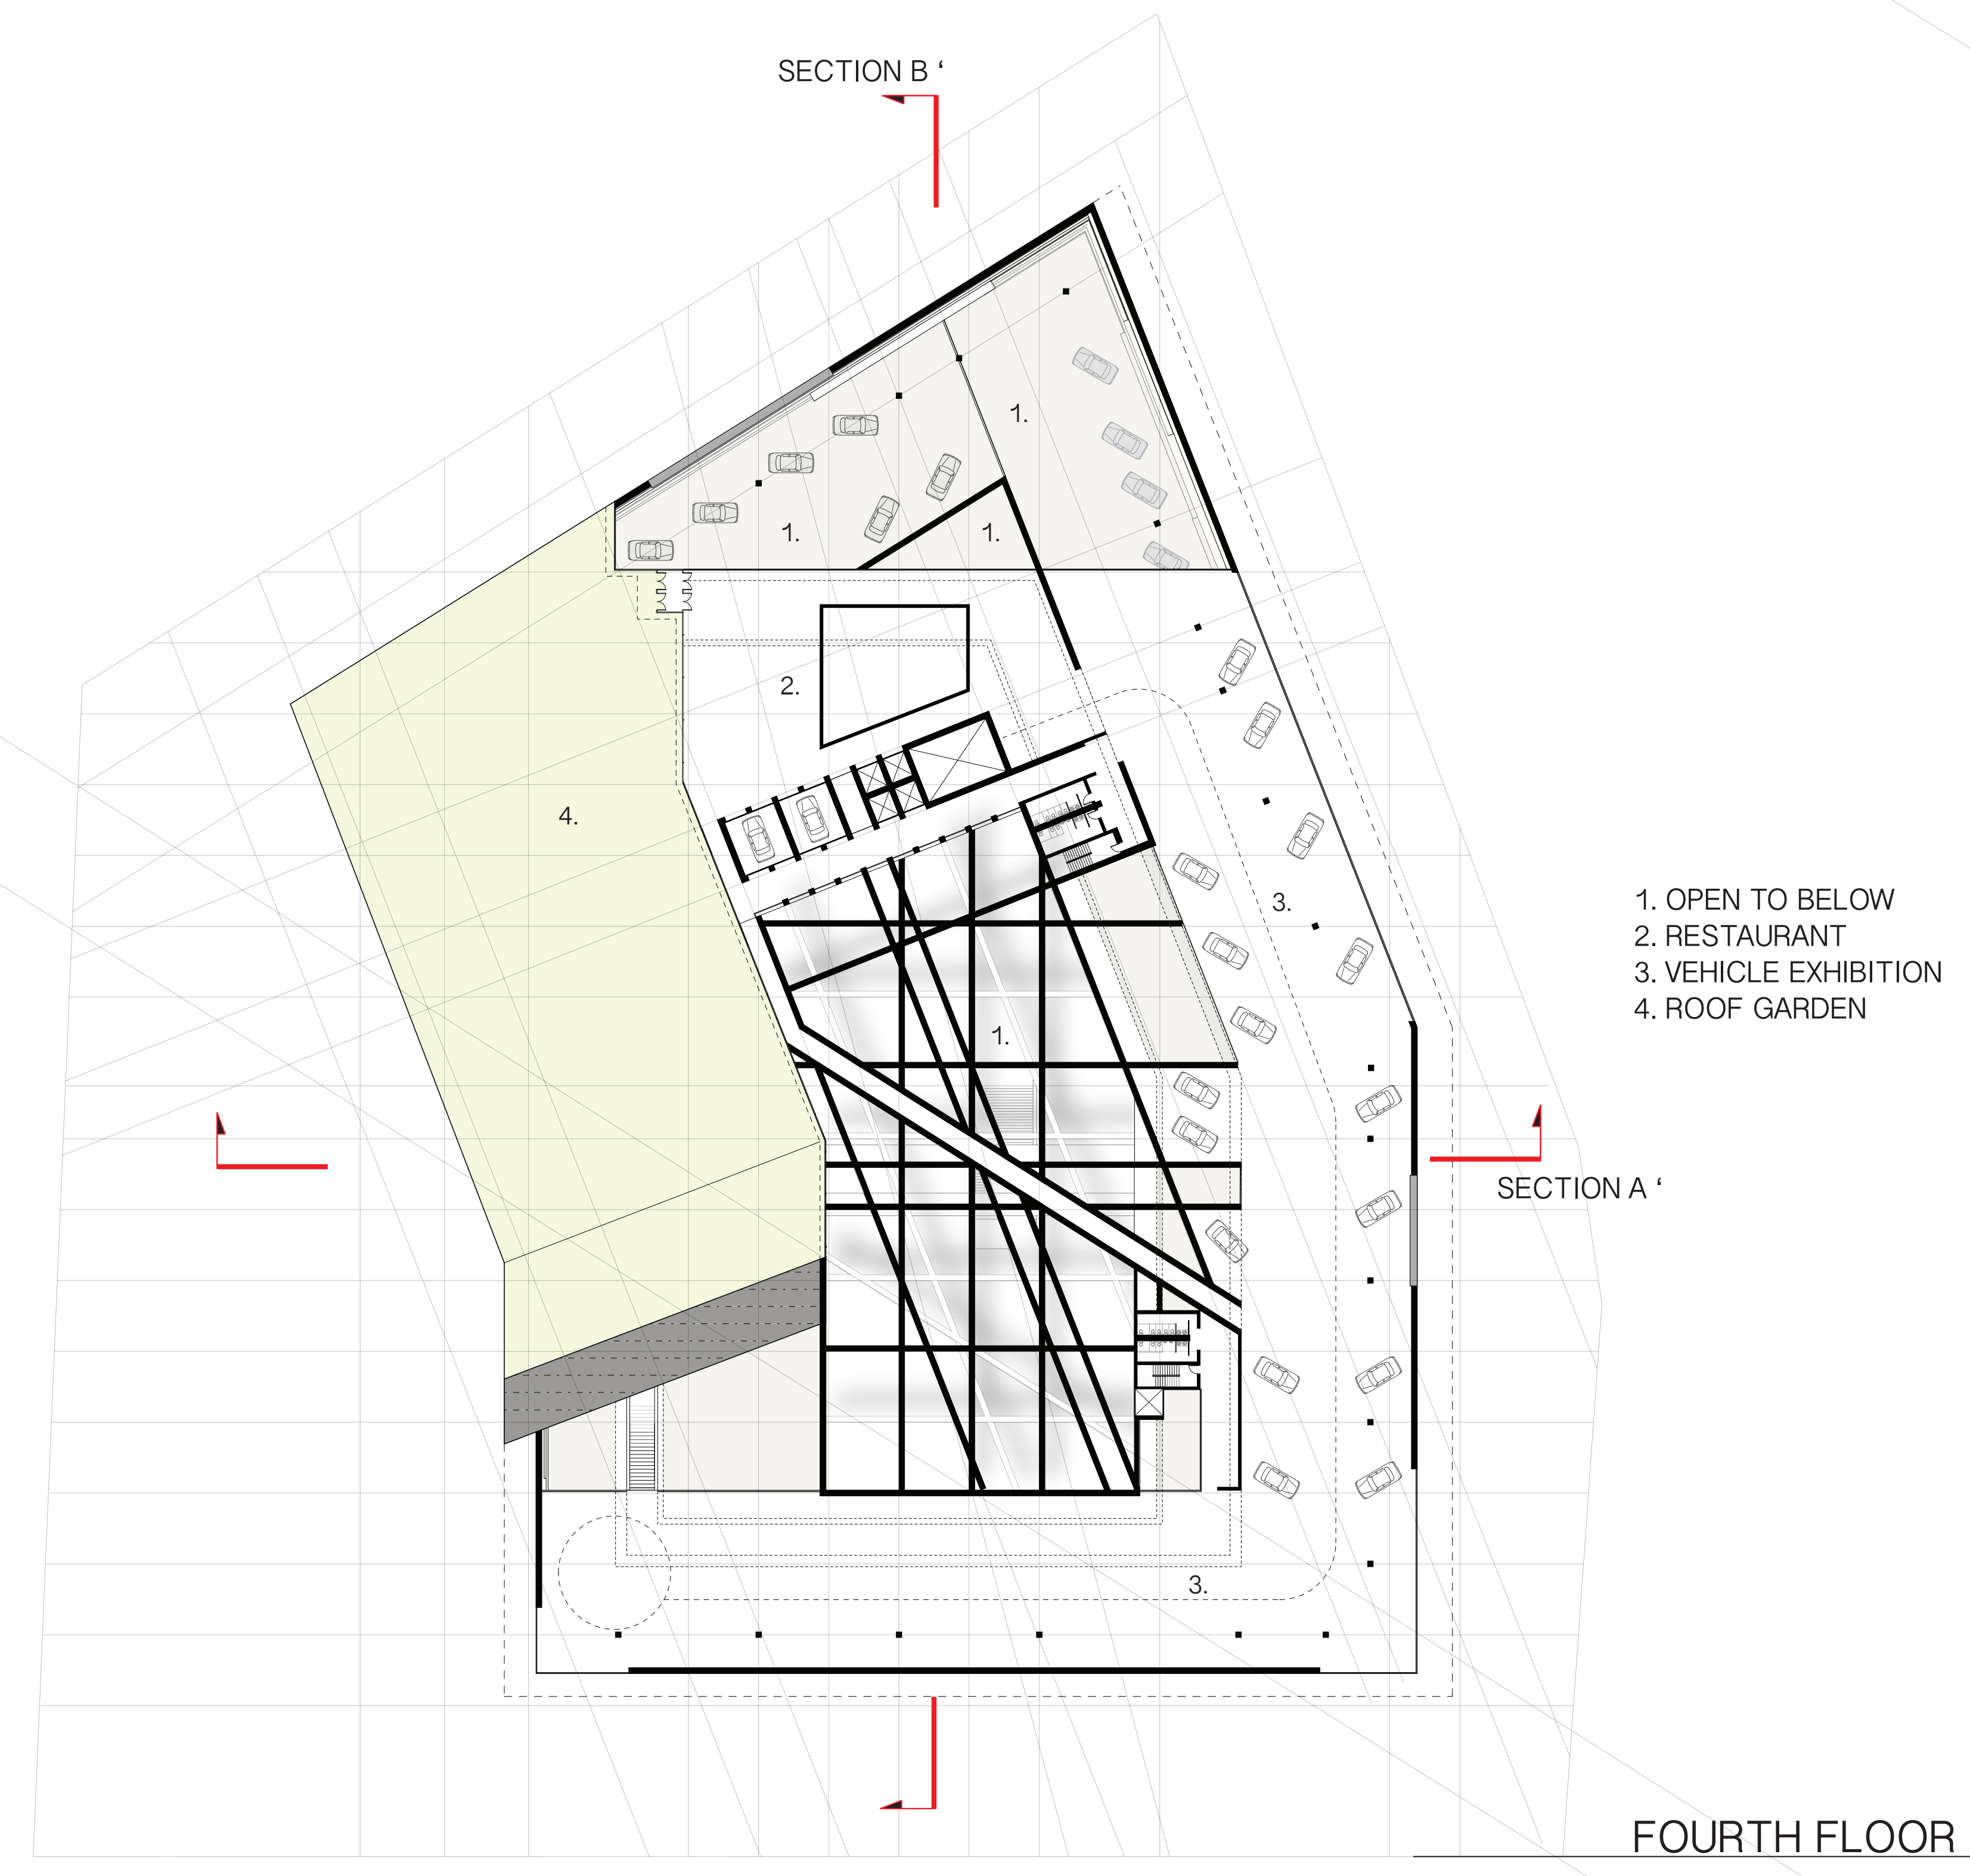 SECTION B ‘
1.
1.
1.
2.
4.
3.
1. OPEN TO BELOW
2. RESTAURANT
3. VEHICLE EXHIBITION
4. ROOF GARDEN
1.
SECTION A ‘
3.
FOURTH FLOOR